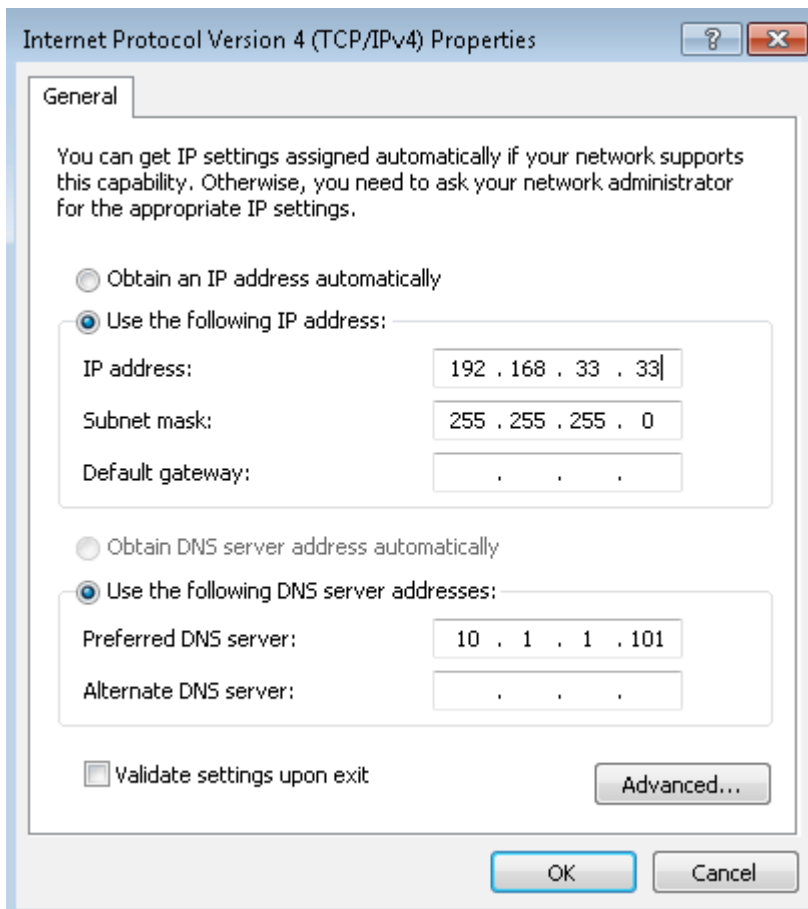 Internet Protocol Version 4 (TCP/IPv4) Properties
General
You can get IP settings assigned automatically if your network supports
this capability. Otherwise, you need to ask your network administrator
for the appropriate IP settings.
Obtain an IP address automatically
Use the following IP address:
IP address: 192 . 168 . 33 . 33
Subnet mask: 255 . 255 . 255 . 0
Default gateway: . . .
Obtain DNS server address automatically
Use the following DNS server addresses:
Preferred DNS server: 10 . 1 . 1 . 101
Alternate DNS server: . . .
Validate settings upon exit
Advanced...
OK Cancel